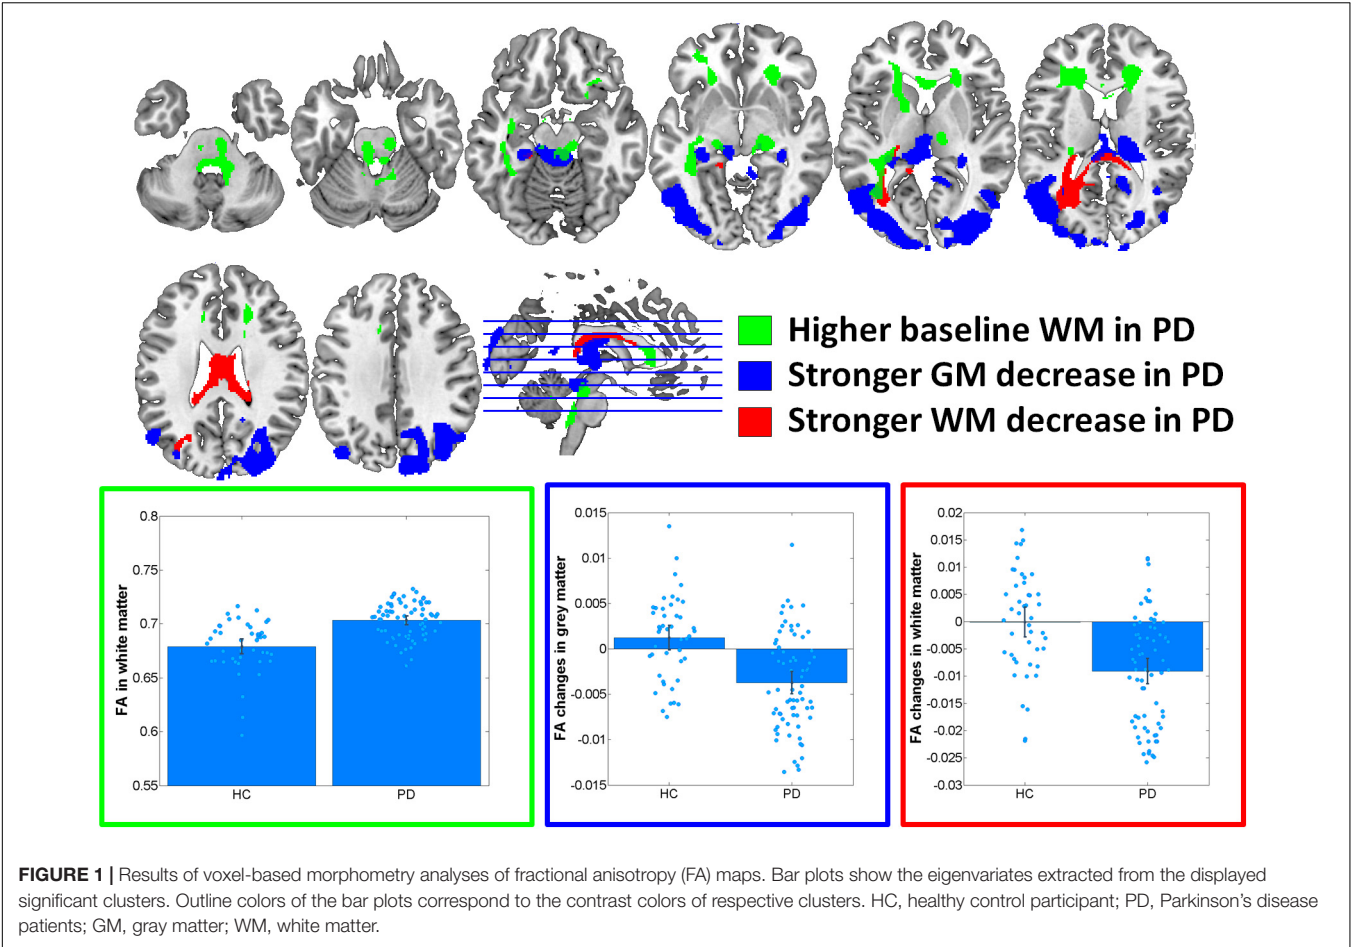 Higher baseline WM in PD
Stronger GM decrease in PD
Stronger WM decrease in PD
FA in white matter
0.8
0.75
0.7
0.65
0.6
0.55
HC
PD
FA changes in grey matter
0.015
0.01
0.005
0
-0.005
-0.01
-0.015
HC
PD
FA changes in white matter
0.02
0.015
0.01
0.005
0
-0.005
-0.01
-0.015
-0.02
-0.025
-0.03
HC
PD
FIGURE 1 | Results of voxel-based morphometry analyses of fractional anisotropy (FA) maps. Bar plots show the eigenvariates extracted from the displayed
significant clusters. Outline colors of the bar plots correspond to the contrast colors of respective clusters. HC, healthy control participant; PD, Parkinson's disease
patients; GM, gray matter; WM, white matter.